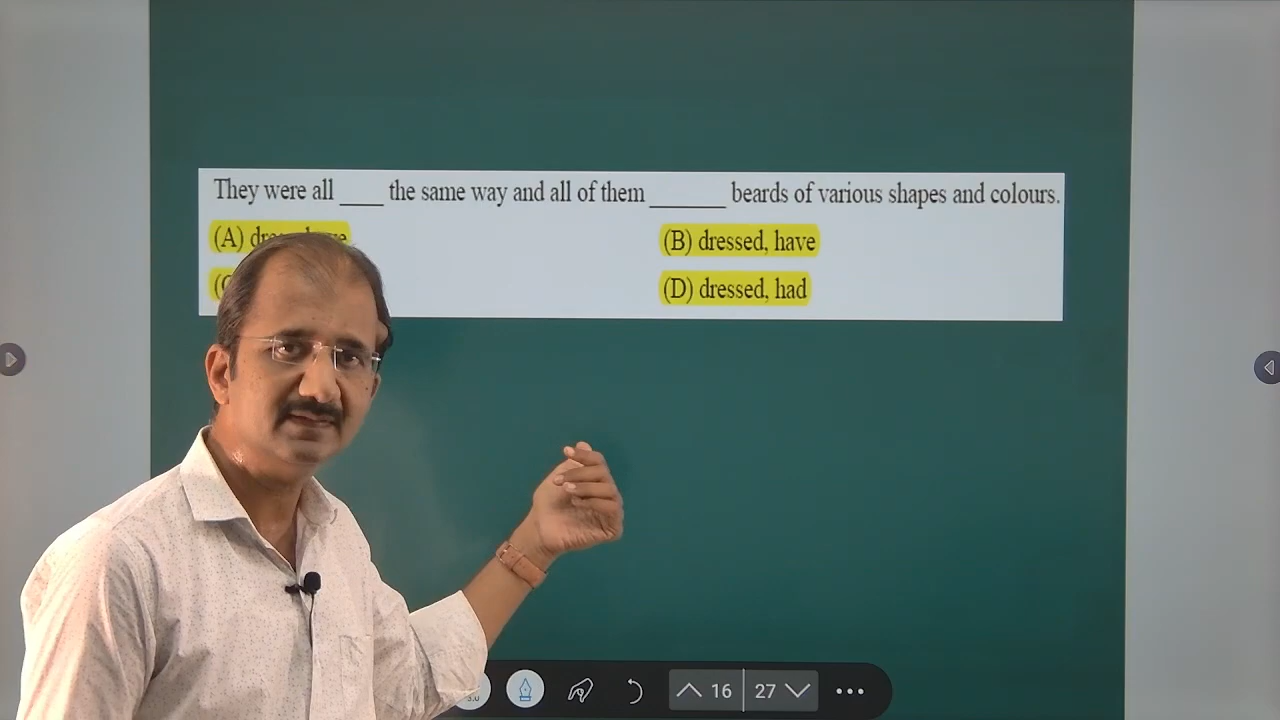 They were all ____ the same way and all of them _______ beards of various shapes and colours.
(A)
(B) dressed, have
(D) dressed, had
16 27